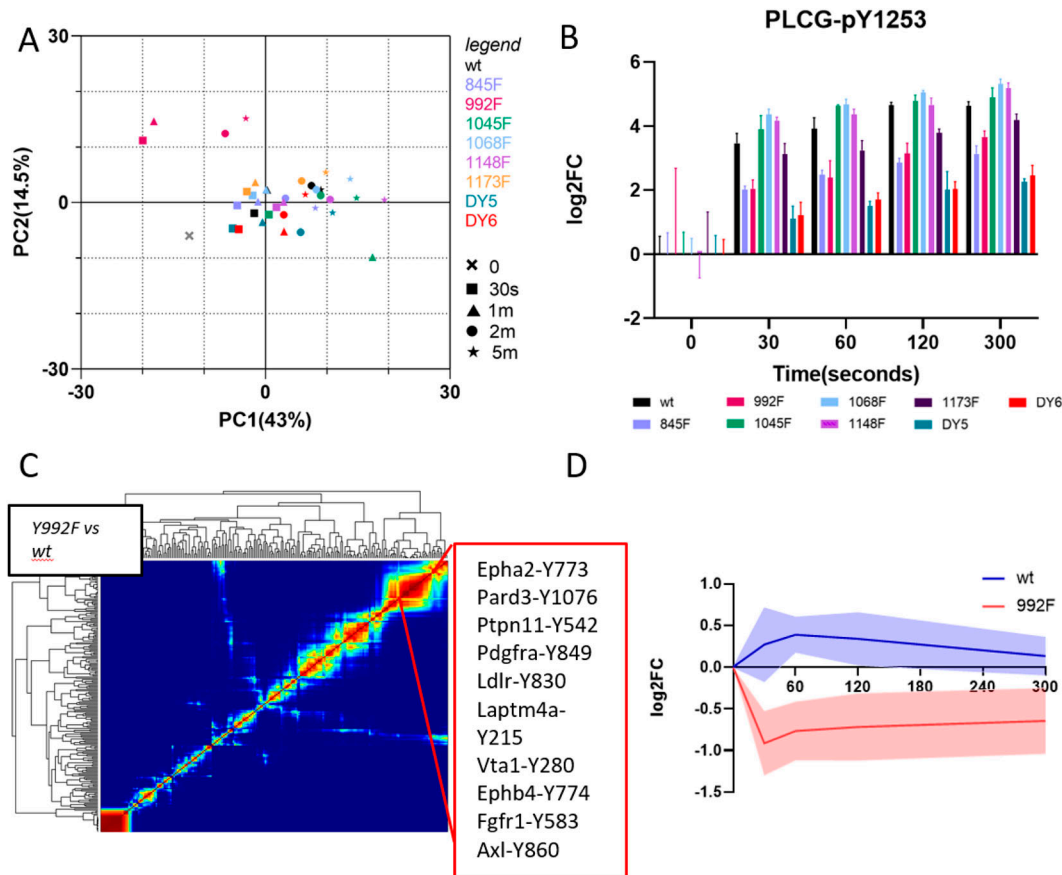 A
30
0
-30
-30
0
30
PC2(14.5%)
PC1(43%)
legend
wt
845F
992F
1045F
1068F
1148F
1173F
DY5
DY6
0
30s
1m
2m
5m
B
PLCG-pY1253
log2FC
6
4
2
0
-2
0
30
60
120
300
Time(seconds)
wt
992F
1068F
1173F
DY6
845F
1045F
1148F
DY5
C
Y992F vs
wt
Epha2-Y773
Pard3-Y1076
Ptpn11-Y542
Pdgfra-Y849
Ldlr-Y830
Laptm4a-
Y215
Vta1-Y280
Ephb4-Y774
Fgfr1-Y583
Axl-Y860
D
wt
992F
log2FC
1.0
0.5
0.0
-0.5
-1.0
-1.5
60
120
180
240
300